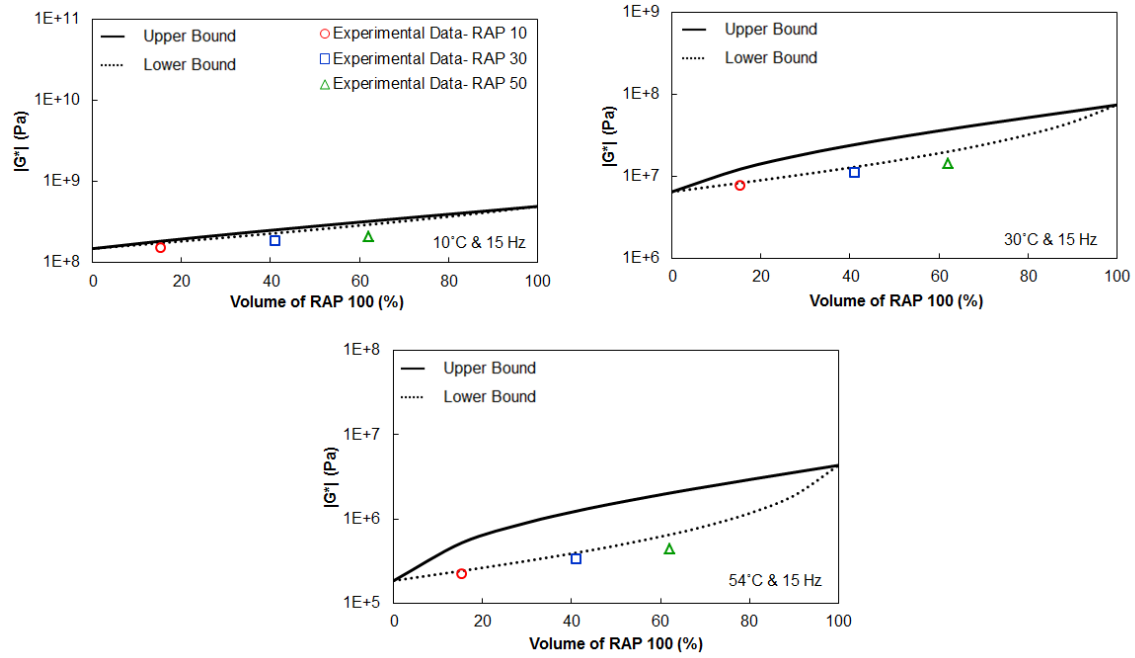 1E+11
1E+10
1E+9
1E+8
|G*| (Pa)
Upper Bound
Lower Bound
Experimental Data- RAP 10
Experimental Data- RAP 30
Experimental Data- RAP 50
10˚C & 15 Hz
0 20 40 60 80 100
Volume of RAP 100 (%)
1E+9
1E+8
1E+7
1E+6
|G*| (Pa)
Upper Bound
Lower Bound
30˚C & 15 Hz
0 20 40 60 80 100
Volume of RAP 100 (%)
1E+8
1E+7
1E+6
1E+5
|G*| (Pa)
Upper Bound
Lower Bound
54˚C & 15 Hz
0 20 40 60 80 100
Volume of RAP 100 (%)